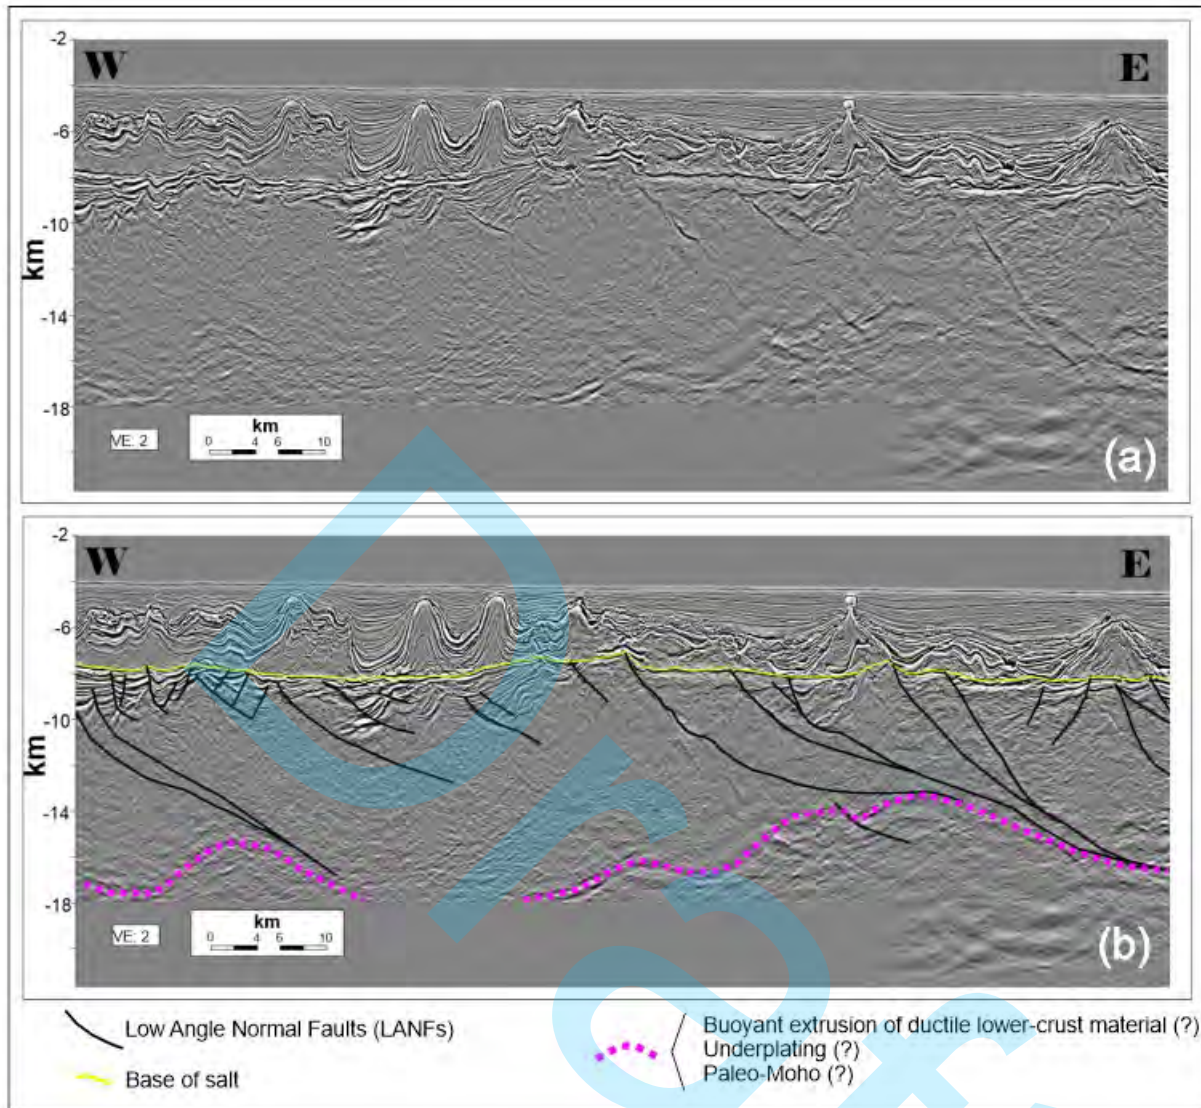 -2
W
E
-6
-10
km
-14
-18
km
0 4 6 10
VE: 2
(a)
-2
W
E
-6
-10
km
-14
-18
km
0 4 6 10
VE: 2
(b)
Low Angle Normal Faults (LANFs)
Base of salt
Buoyant extrusion of ductile lower-crust material (?)
Underplating (?)
Paleo-Moho (?)